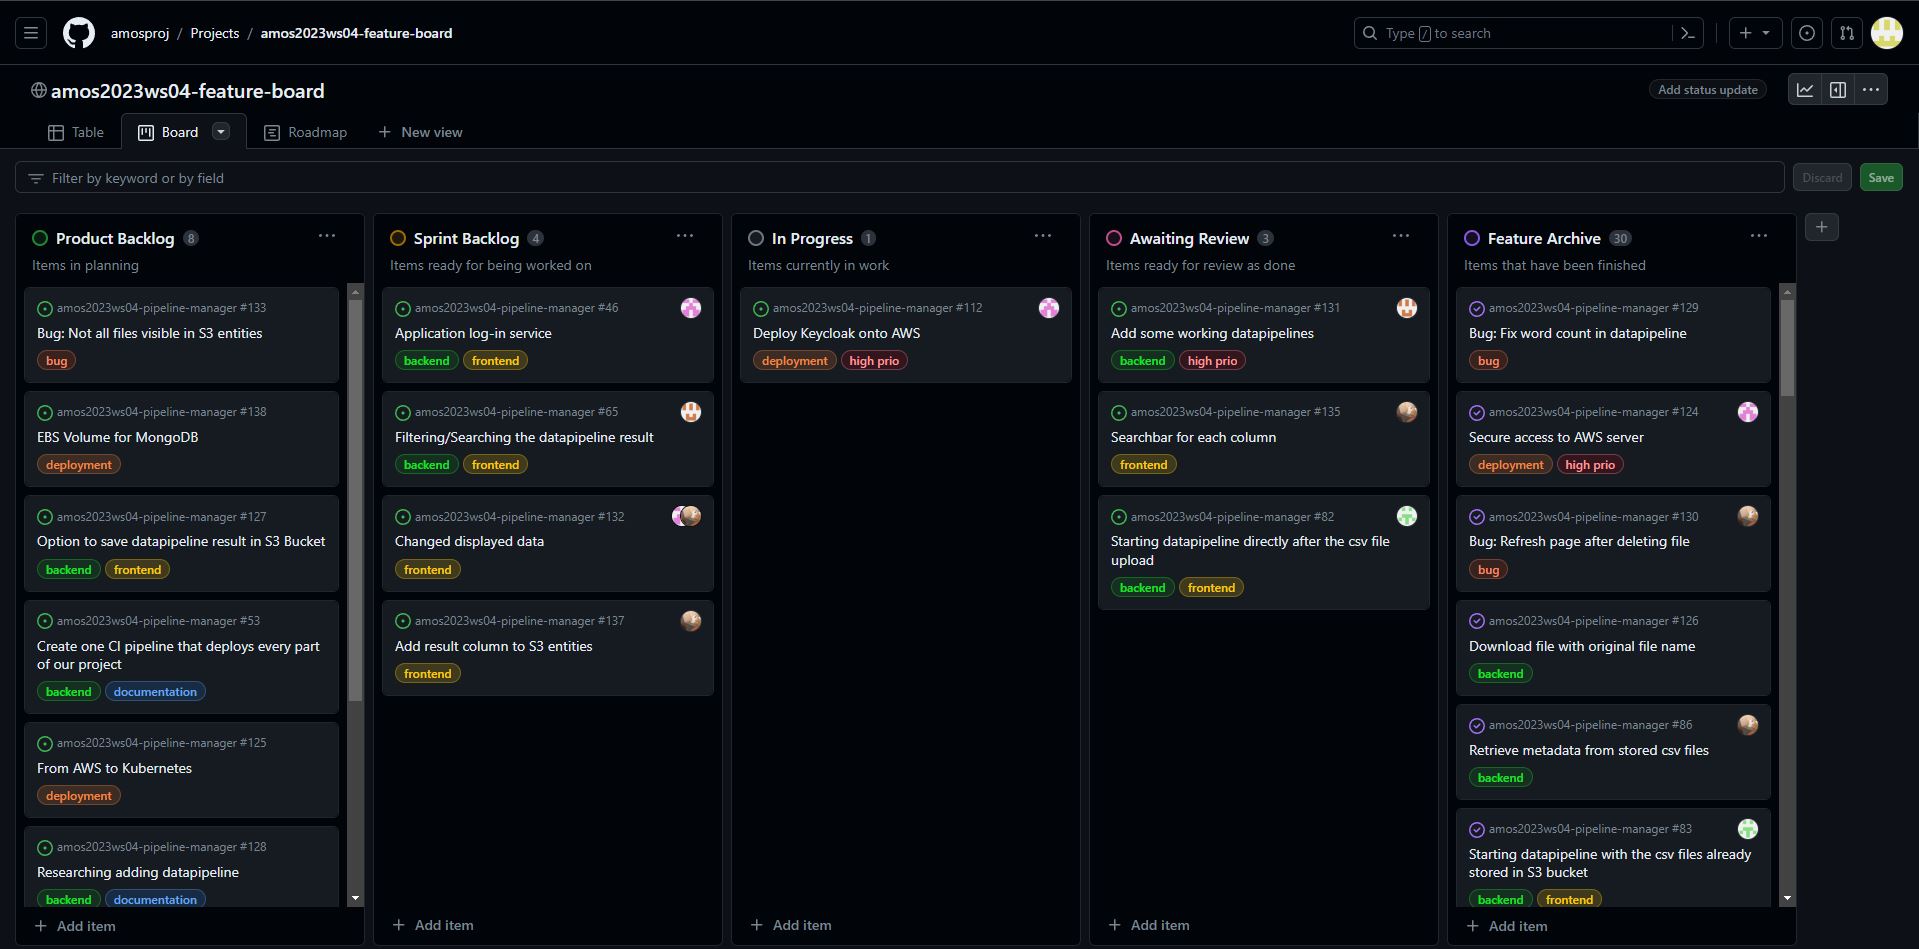 amosproj / Projects / amos2023ws04-feature-board
Type / to search
amos2023ws04-feature-board
Add status update
Table
Board
Roadmap
New view
Filter by keyword or by field
Discard
Save
Product Backlog 8
Items in planning
amos2023ws04-pipeline-manager #133
Bug: Not all files visible in S3 entities
bug
amos2023ws04-pipeline-manager #138
EBS Volume for MongoDB
deployment
amos2023ws04-pipeline-manager #127
Option to save datapipeline result in S3 Bucket
backend frontend
amos2023ws04-pipeline-manager #53
Create one CI pipeline that deploys every part
of our project
backend documentation
amos2023ws04-pipeline-manager #125
From AWS to Kubernetes
deployment
amos2023ws04-pipeline-manager #128
Researching adding datapipeline
backend documentation
Add item
Sprint Backlog 4
Items ready for being worked on
amos2023ws04-pipeline-manager #46
Application log-in service
backend frontend
amos2023ws04-pipeline-manager #65
Filtering/Searching the datapipeline result
backend frontend
amos2023ws04-pipeline-manager #132
Changed displayed data
frontend
amos2023ws04-pipeline-manager #137
Add result column to S3 entities
frontend
Add item
In Progress 1
Items currently in work
amos2023ws04-pipeline-manager #112
Deploy Keycloak onto AWS
deployment high prio
Add item
Awaiting Review 3
Items ready for review as done
amos2023ws04-pipeline-manager #131
Add some working datapipelines
backend high prio
amos2023ws04-pipeline-manager #135
Searchbar for each column
frontend
amos2023ws04-pipeline-manager #82
Starting datapipeline directly after the csv file
upload
backend frontend
Add item
Feature Archive 30
Items that have been finished
amos2023ws04-pipeline-manager #129
Bug: Fix word count in datapipeline
bug
amos2023ws04-pipeline-manager #124
Secure access to AWS server
deployment high prio
amos2023ws04-pipeline-manager #130
Bug: Refresh page after deleting file
bug
amos2023ws04-pipeline-manager #126
Download file with original file name
backend
amos2023ws04-pipeline-manager #86
Retrieve metadata from stored csv files
backend
amos2023ws04-pipeline-manager #83
Starting datapipeline with the csv files already
stored in S3 bucket
backend frontend
Add item